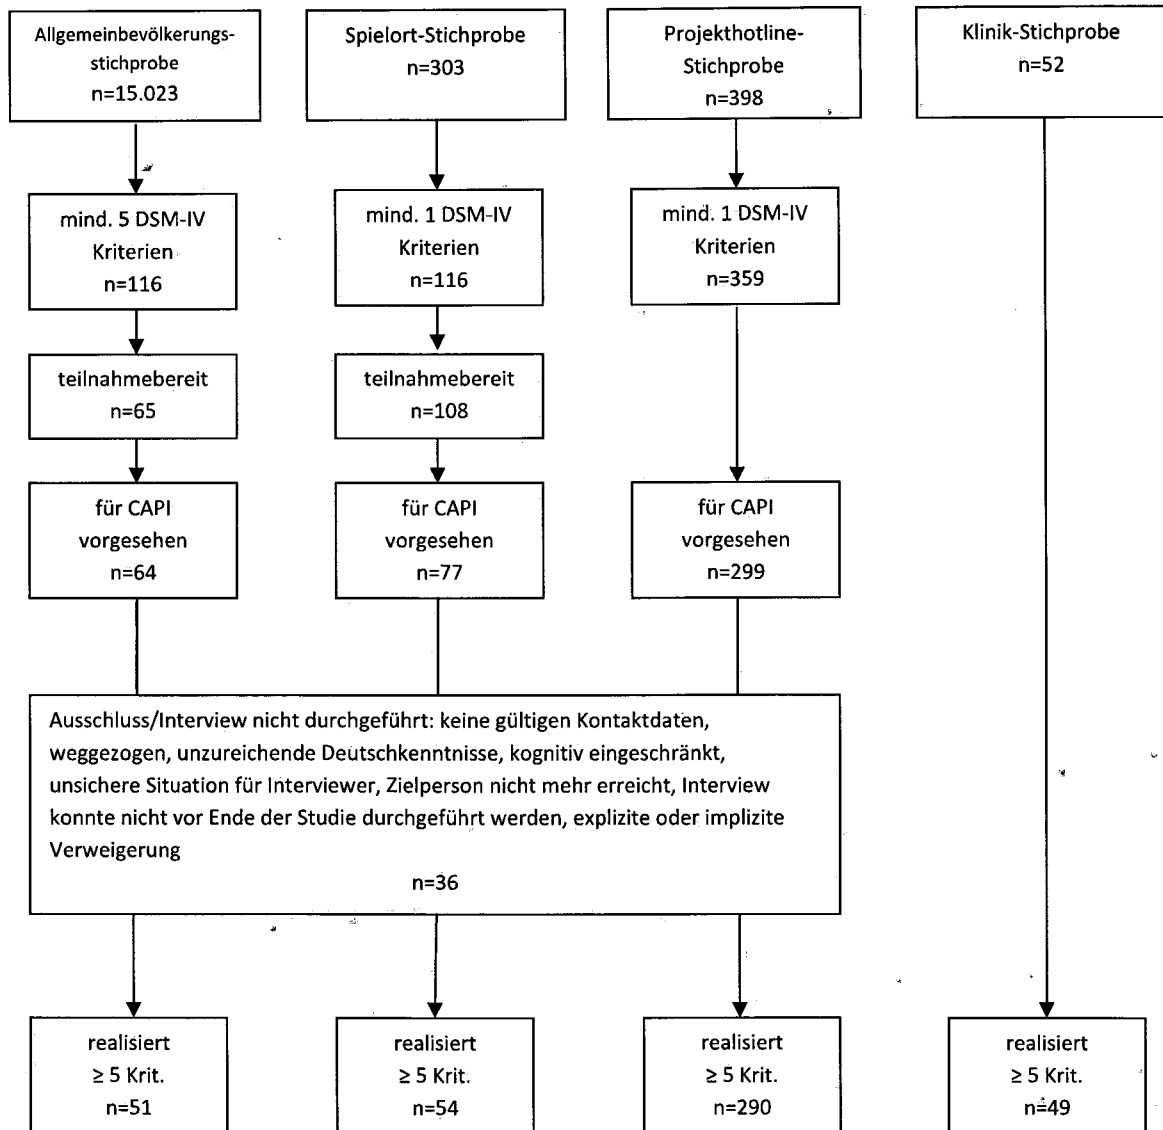 Allgemeinbevölkerungs-
stichprobe
n=15.023
Spielort-Stichprobe
n=303
Projekthotline-
Stichprobe
n=398
Klinik-Stichprobe
n=52
mind. 5 DSM-IV
Kriterien
n=116
mind. 1 DSM-IV
Kriterien
n=116
mind. 1 DSM-IV
Kriterien
n=359
teilnahmebereit
n=65
teilnahmebereit
n=108
für CAPI
vorgesehen
n=64
für CAPI
vorgesehen
n=77
für CAPI
vorgesehen
n=299
Ausschluss/Interview nicht durchgeführt: keine gültigen Kontaktdaten,
weggezogen, unzureichende Deutschkenntnisse, kognitiv eingeschränkt,
unsichere Situation für Interviewer, Zielperson nicht mehr erreicht, Interview
konnte nicht vor Ende der Studie durchgeführt werden, explizite oder implizite
Verweigerung
n=36
realisiert
≥ 5 Krit.
n=51
realisiert
≥ 5 Krit.
n=54
realisiert
≥ 5 Krit.
n=290
realisiert
≥ 5 Krit.
n=49